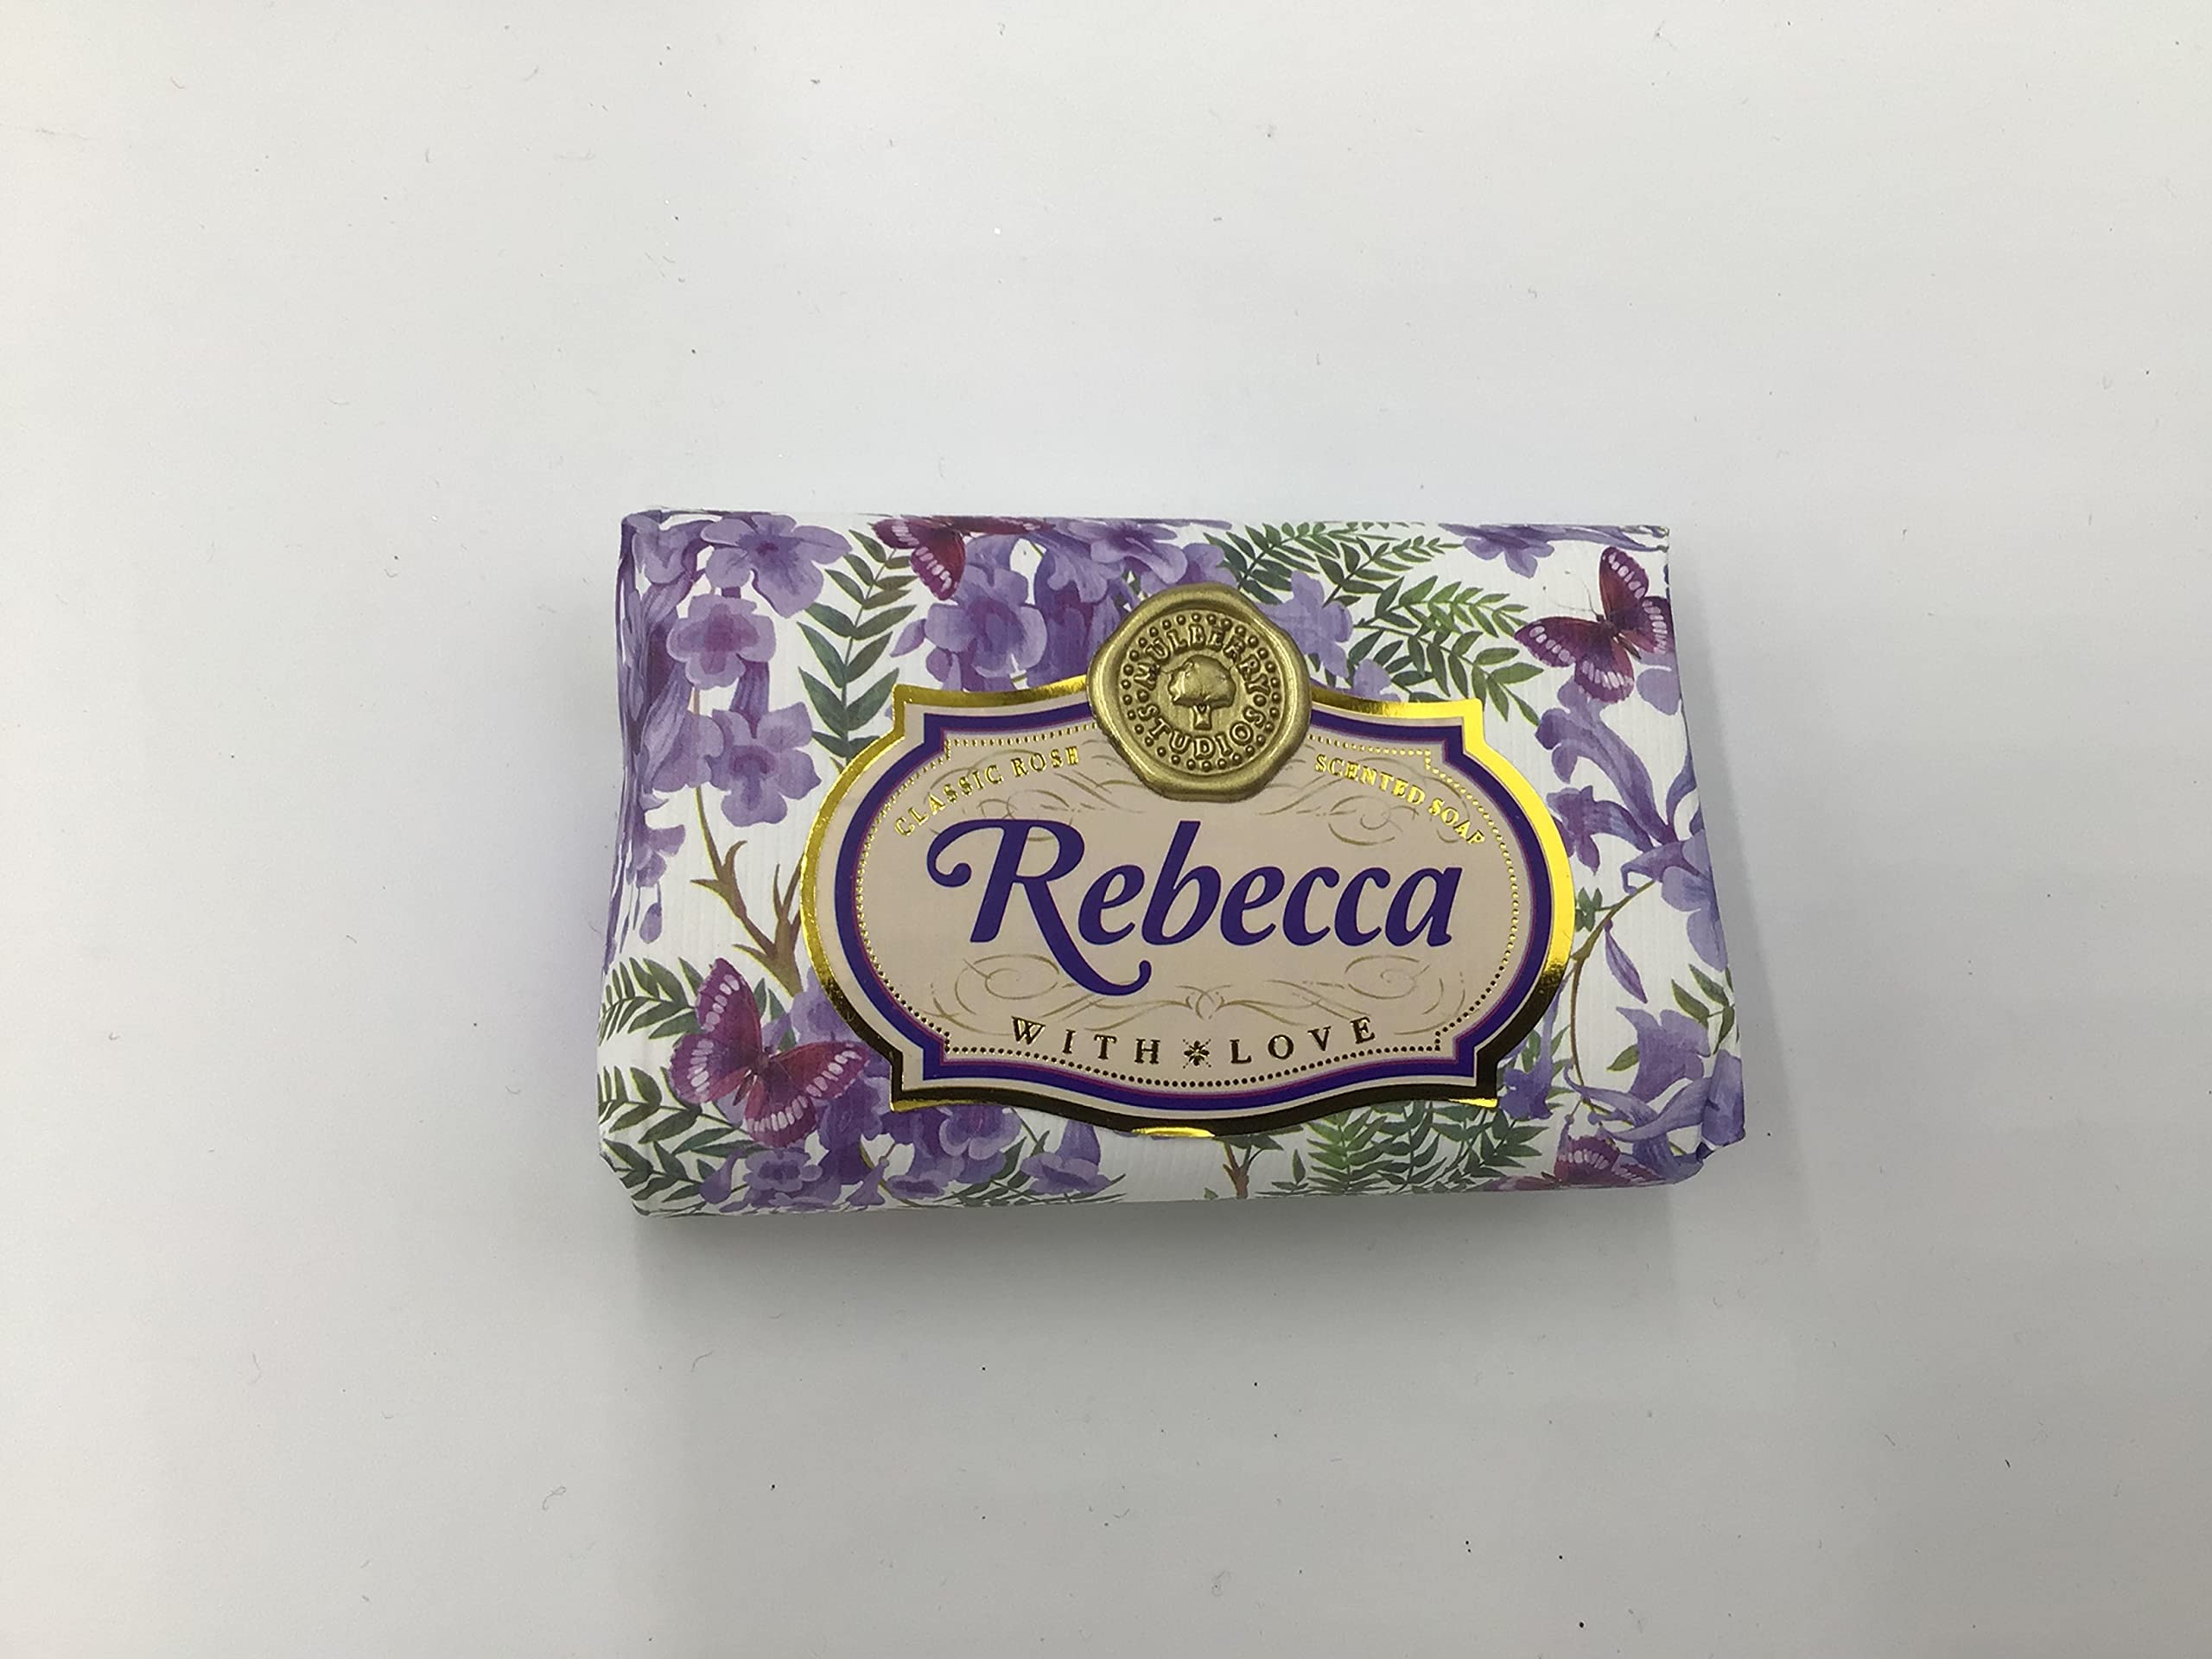 MULBERRY
STUDIOS
CLASSIC ROSE
SCENTED SOAP
Rebecca
WITH LOVE